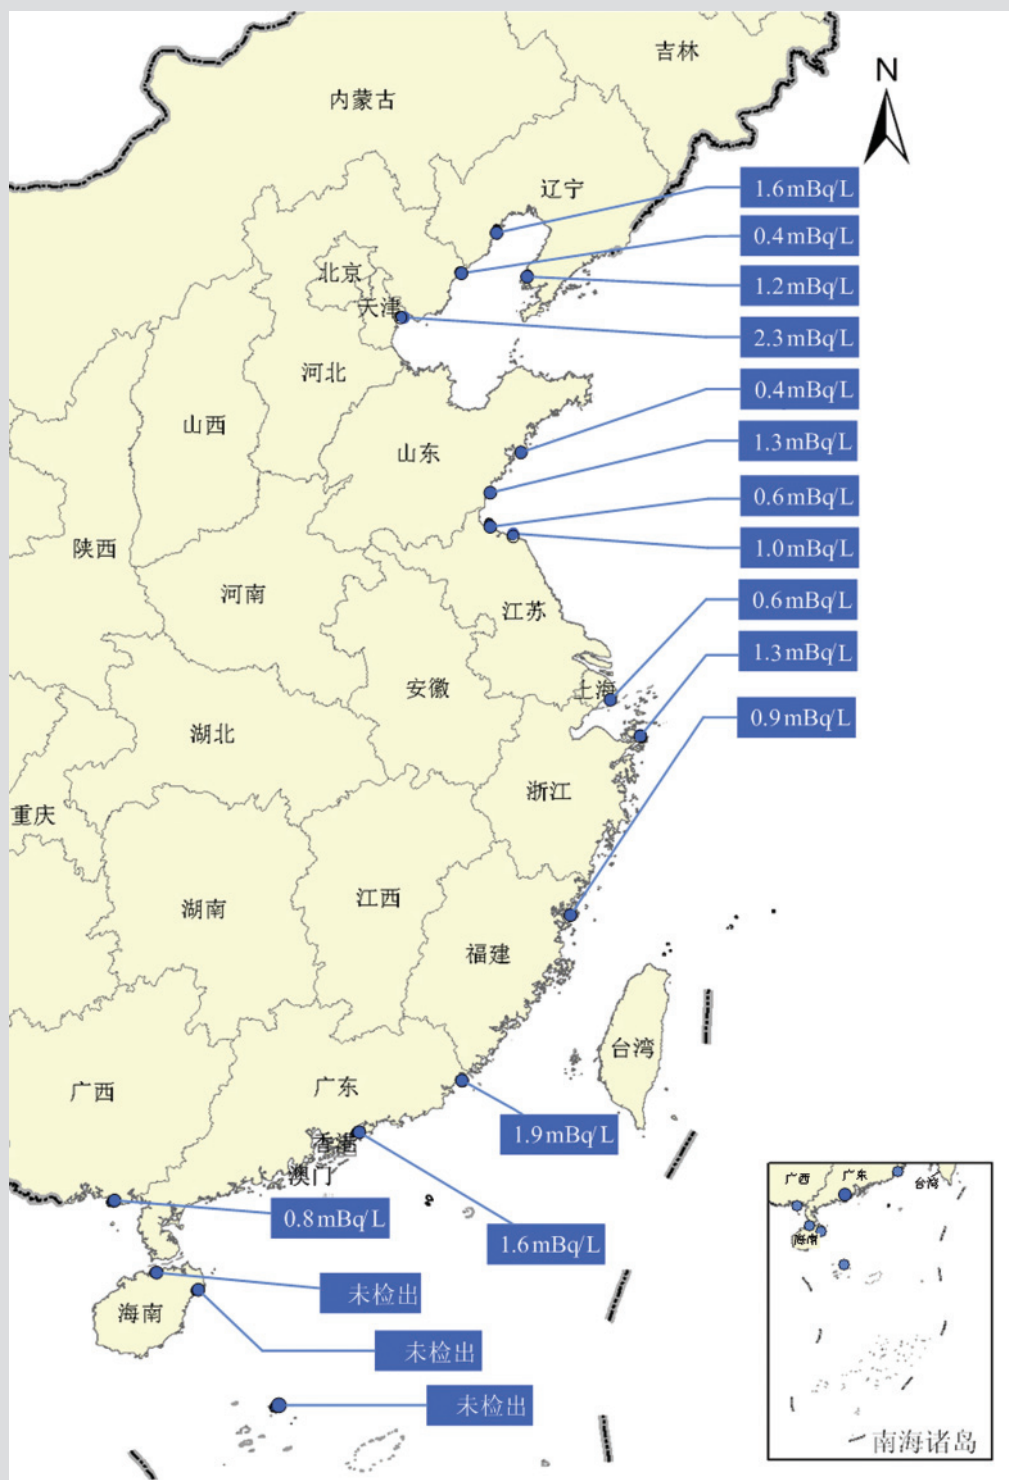 吉林
N
内蒙古
辽宁
1.6mBq/L
0.4mBq/L
北京
1.2mBq/L
天津
2.3mBq/L
河北
0.4mBq/L
山西
山东
1.3mBq/L
0.6mBq/L
陕西
1.0mBq/L
河南
江苏
0.6mBq/L
1.3mBq/L
安徽
上海
0.9mBq/L
湖北
浙江
重庆
湖南
江西
福建
台湾
广西
广东
1.9mBq/L
香港
澳门
0.8mBq/L
1.6mBq/L
未检出
海南
未检出
未检出
广西
广东
台湾
海南
南海诸岛